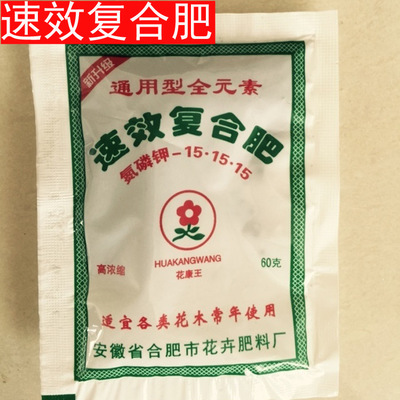 速效复合肥
新升级
通用型全元素
速效复合肥
氮磷钾-15·15·15
HUAKANGWANG
花康王
高浓缩
60克
适宜各类花木常年使用
安徽省合肥市花卉肥料厂